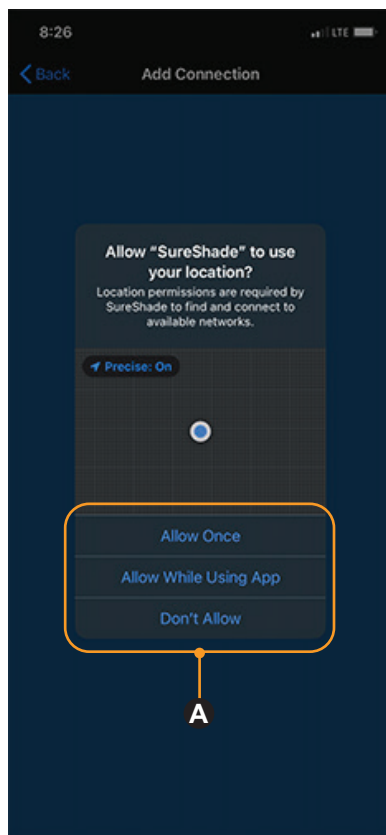 8:26
LTE
Back
Add Connection
Allow “SureShade” to use
your location?
Location permissions are required by
SureShade to find and connect to
available networks.
Precise: On
Allow Once
Allow While Using App
Don't Allow
A